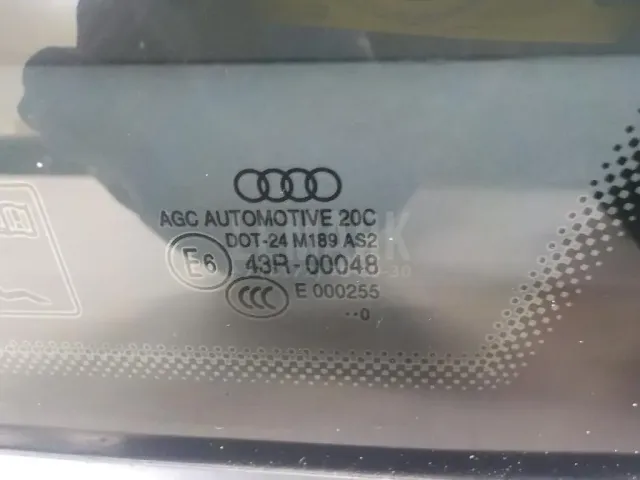 AGC AUTOMOTIVE 20C
DOT-24 M189 AS2
E6 43R-00048
CCC E 000255
··0